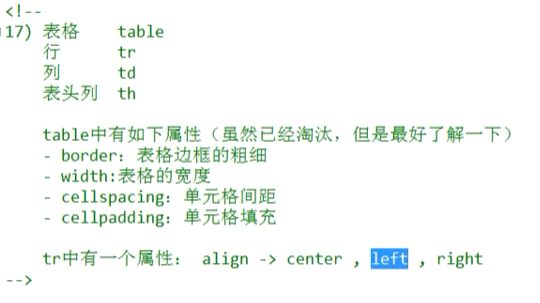 <!--
17) 表格    table
    行      tr
    列      td
    表头列  th
    table中有如下属性（虽然已经淘汰，但是最好了解一下）
    - border：表格边框的粗细
    - width:表格的宽度
    - cellspacing：单元格间距
    - cellpadding：单元格填充
    tr中有一个属性： align -> center , left , right
-->